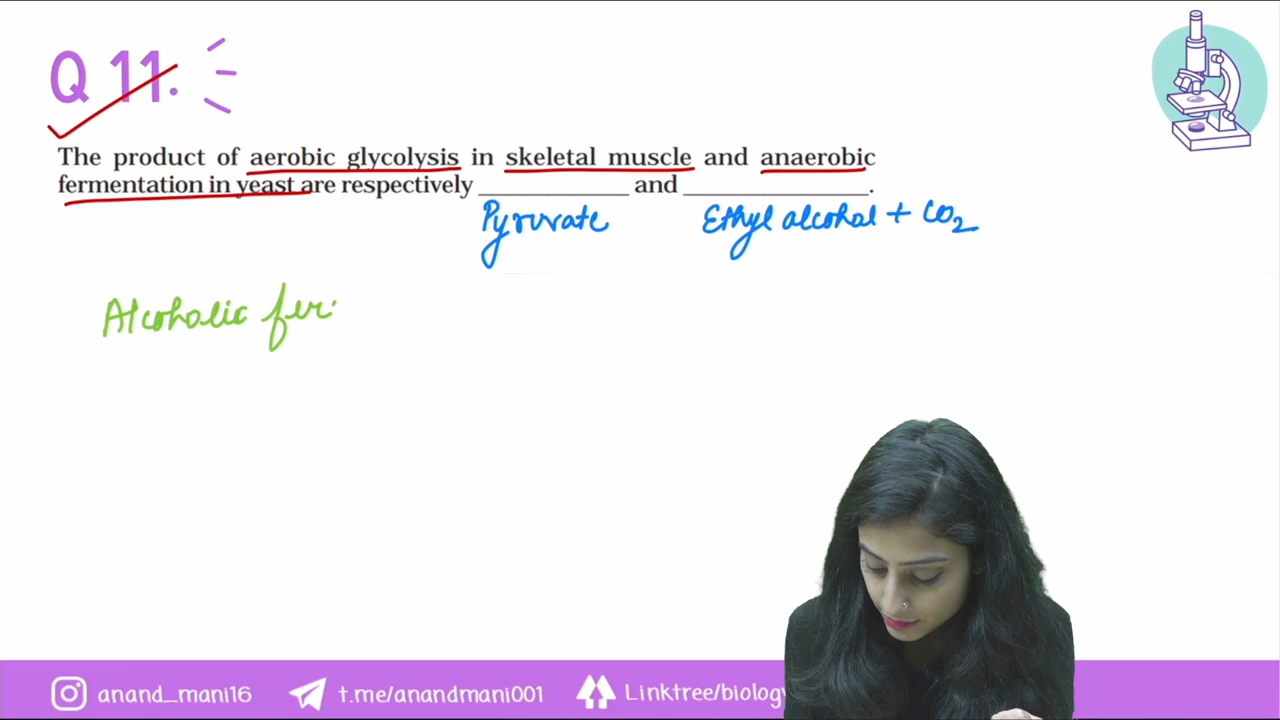 Q 11.
The product of aerobic glycolysis in skeletal muscle and anaerobic
fermentation in yeast are respectively ____________ and _______________.
Pyruvate Ethyl alcohol + CO2
Alcoholic fer
anand_mani16 t.me/anandmani001 Linktree/biology